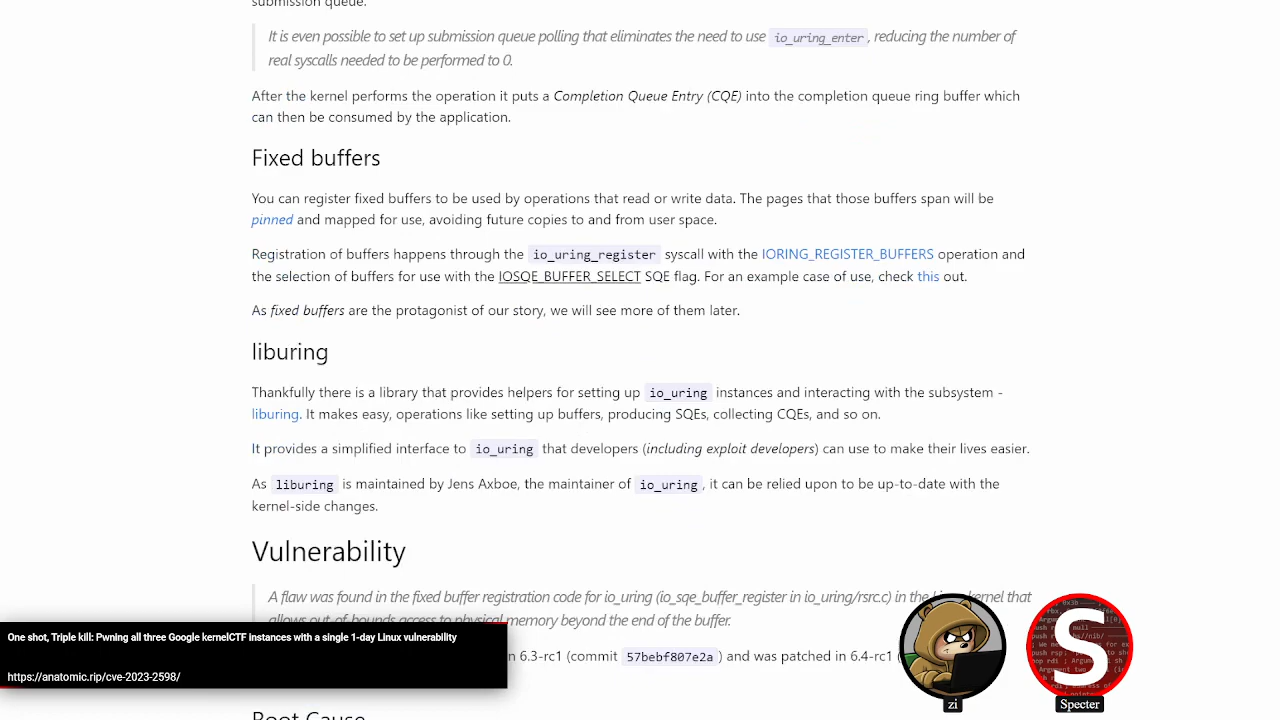 submission queue.
It is even possible to set up submission queue polling that eliminates the need to use io_uring_enter, reducing the number of
real syscalls needed to be performed to 0.
After the kernel performs the operation it puts a Completion Queue Entry (CQE) into the completion queue ring buffer which
can then be consumed by the application.
Fixed buffers
You can register fixed buffers to be used by operations that read or write data. The pages that those buffers span will be
pinned and mapped for use, avoiding future copies to and from user space.
Registration of buffers happens through the io_uring_register syscall with the IORING_REGISTER_BUFFERS operation and
the selection of buffers for use with the IOSQE_BUFFER_SELECT SQE flag. For an example case of use, check this out.
As fixed buffers are the protagonist of our story, we will see more of them later.
liburing
Thankfully there is a library that provides helpers for setting up io_uring instances and interacting with the subsystem -
liburing. It makes easy, operations like setting up buffers, producing SQEs, collecting CQEs, and so on.
It provides a simplified interface to io_uring that developers (including exploit developers) can use to make their lives easier.
As liburing is maintained by Jens Axboe, the maintainer of io_uring, it can be relied upon to be up-to-date with the
kernel-side changes.
Vulnerability
A flaw was found in the fixed buffer registration code for io_uring (io_sqe_buffer_register in io_uring/rsrc.c) in the kernel that
allows out-of-bounds access to physical memory beyond the end of the buffer.
in 6.3-rc1 (commit 57bebf807e2a) and was patched in 6.4-rc1 (
Root Cause
One shot, Triple kill: Pwning all three Google kernelCTF instances with a single 1-day Linux vulnerability
https://anatomic.rip/cve-2023-2598/
zi
S
Specter